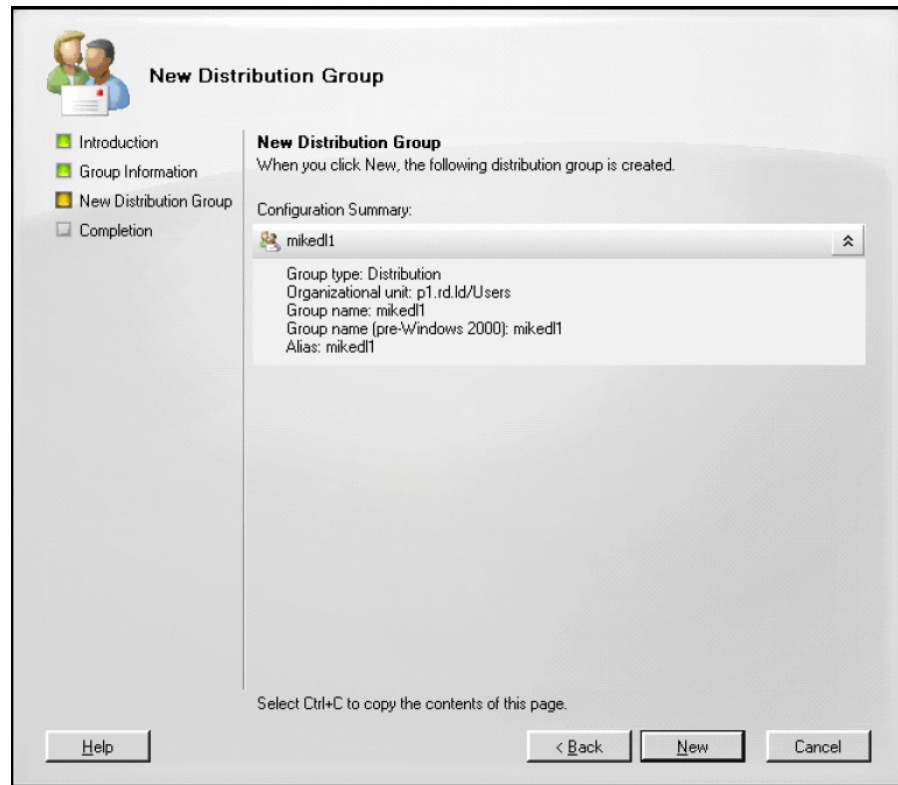 New Distribution Group
Introduction
Group Information
New Distribution Group
Completion
New Distribution Group
When you click New, the following distribution group is created.
Configuration Summary:
mikedl1
Group type: Distribution
Organizational unit: p1.rd.ld/Users
Group name: mikedl1
Group name (pre-Windows 2000): mikedl1
Alias: mikedl1
Select Ctrl+C to copy the contents of this page.
Help
< Back
New
Cancel